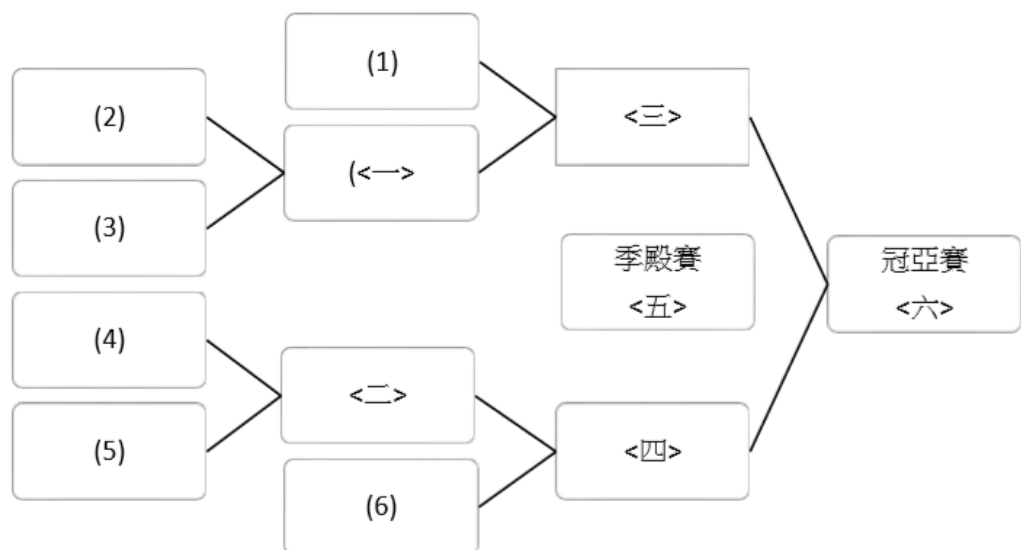 (1)
(2)
<三>
(<一>
(3)
季殿賽
<五>
冠亞賽
<六>
(4)
<二>
(5)
<四>
(6)